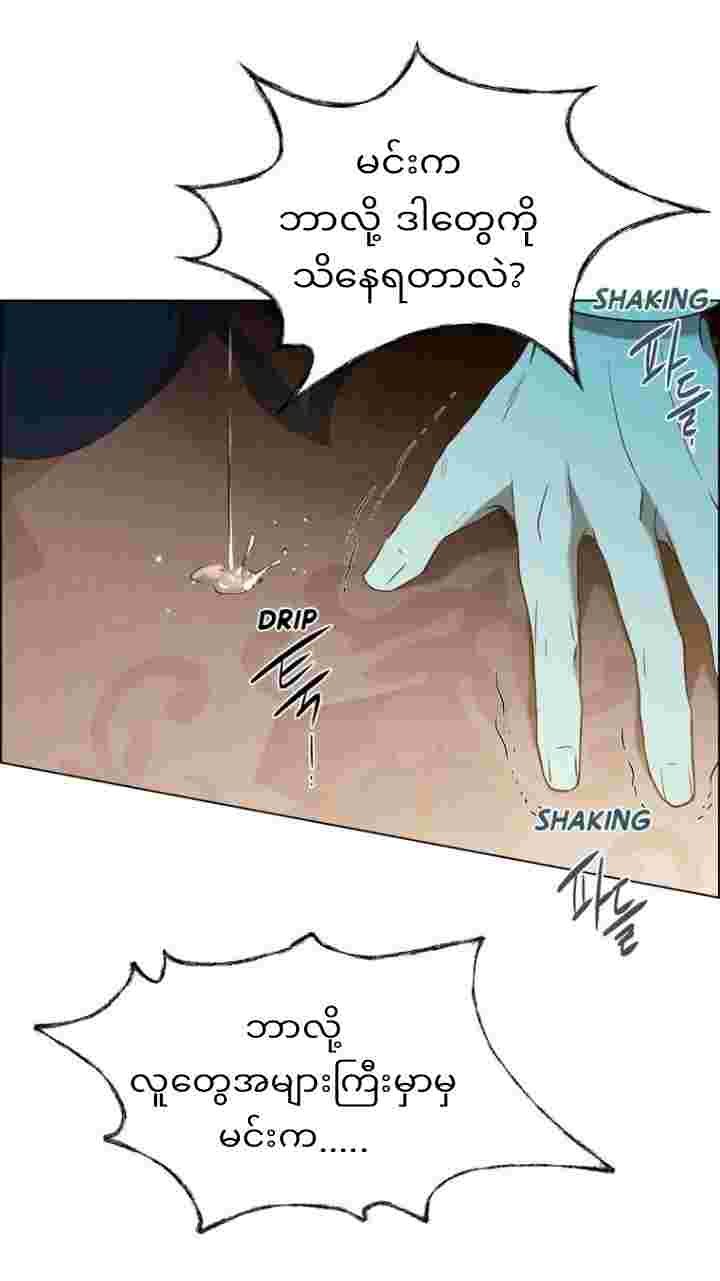 မင်းက
ဘာလို့ ဒါတွေကို
သိနေရတာလဲ?
SHAKING
파들
DRIP
톡
SHAKING
파들
ဘာလို့
လူတွေအများကြီးမှာမှ
မင်းက.....